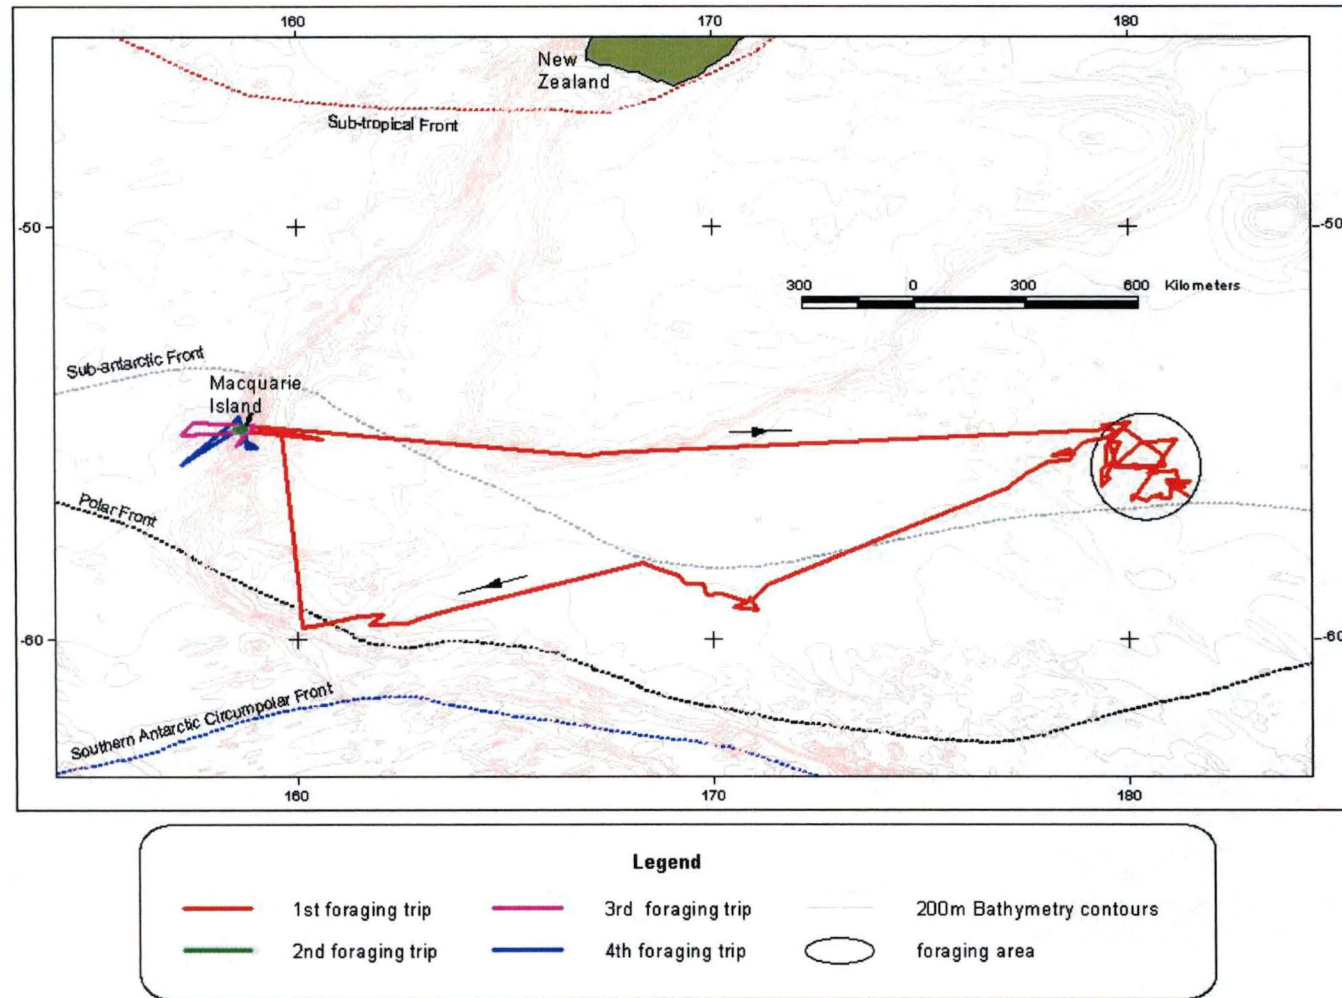 160 170 180
New
Zealand
Sub-tropical Front
-50 -50
300 0 300 600 Kilometers
Sub-antarctic Front
Macquarie
Island
Polar Front
-60 -60
Southern Antarctic Circumpolar Front
160 170 180
Legend
1st foraging trip 3rd foraging trip 200m Bathymetry contours
2nd foraging trip 4th foraging trip foraging area